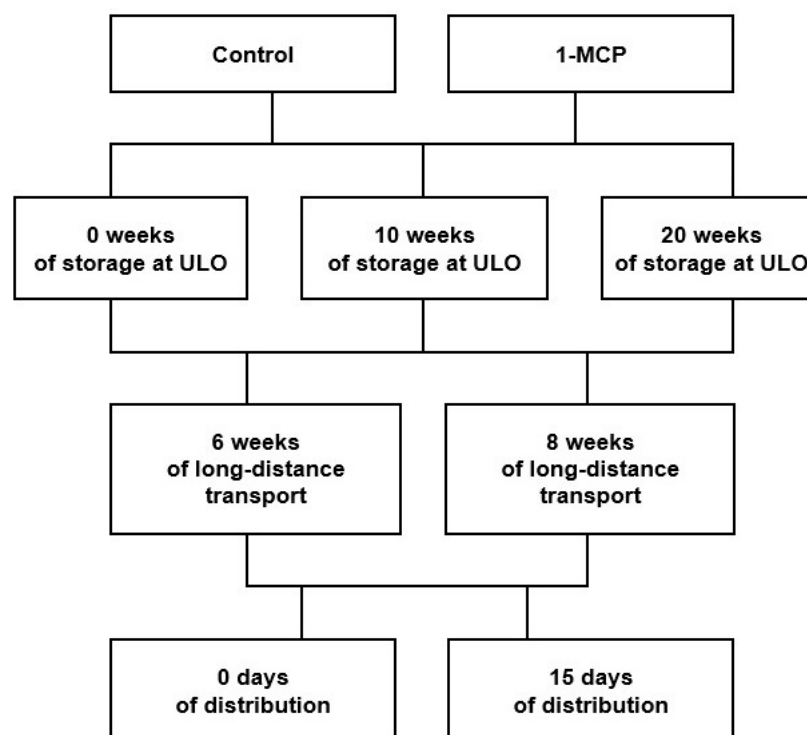 Control
1-MCP
0 weeks
of storage at ULO
10 weeks
of storage at ULO
20 weeks
of storage at ULO
6 weeks
of long-distance
transport
8 weeks
of long-distance
transport
0 days
of distribution
15 days
of distribution